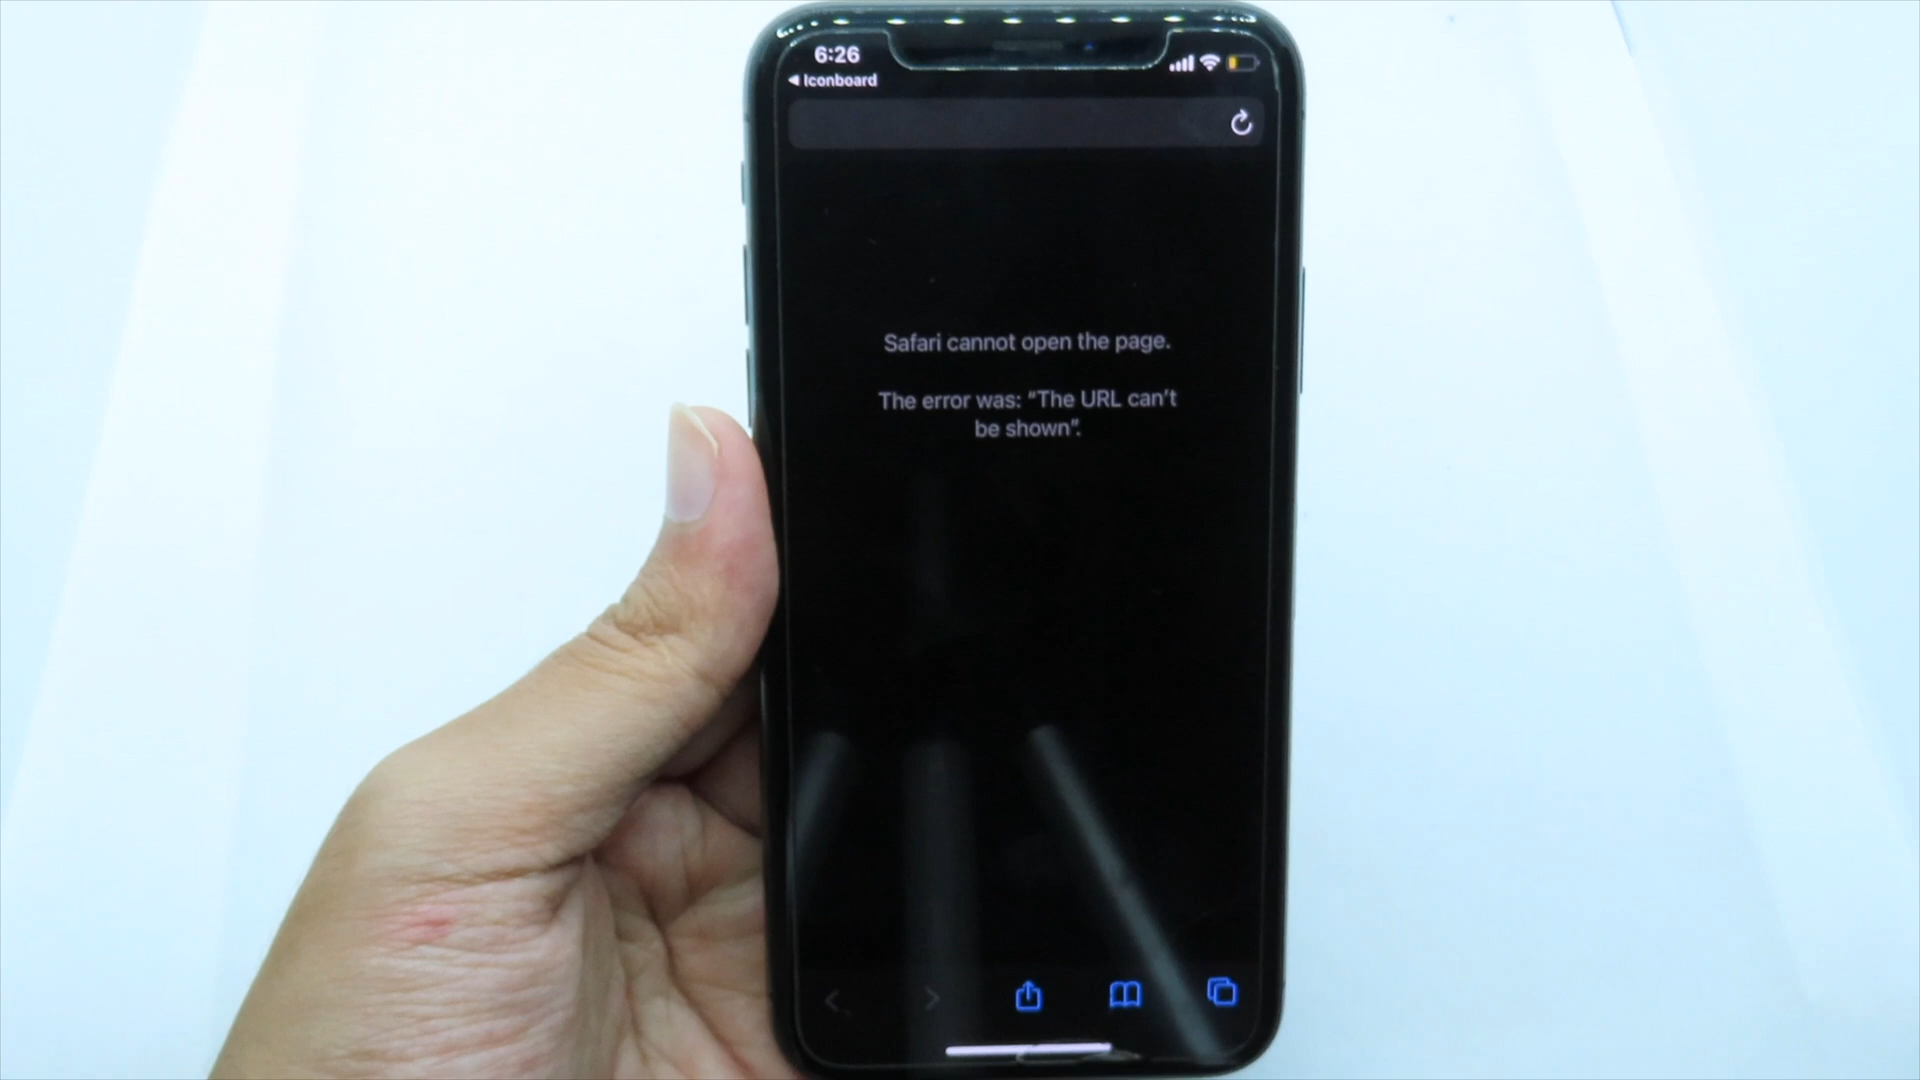 6:26
◀ Iconboard
Safari cannot open the page.
The error was: “The URL can’t
be shown”.